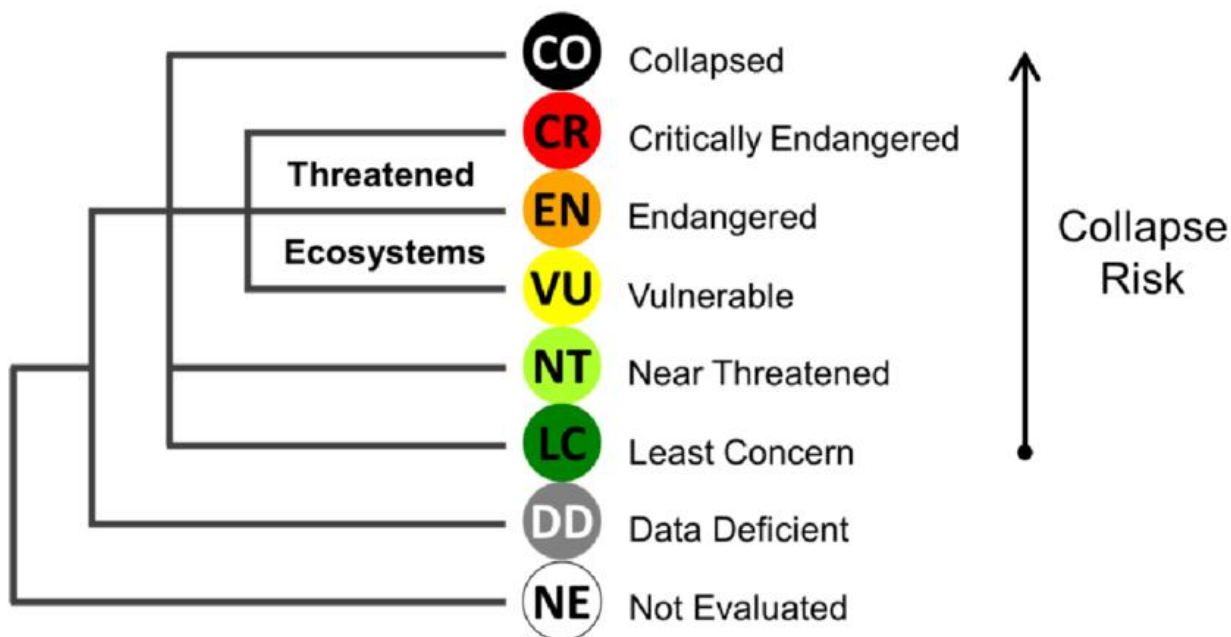 CO Collapsed
CR Critically Endangered
Threatened
EN Endangered
Ecosystems
VU Vulnerable
NT Near Threatened
LC Least Concern
DD Data Deficient
NE Not Evaluated
Collapse
Risk